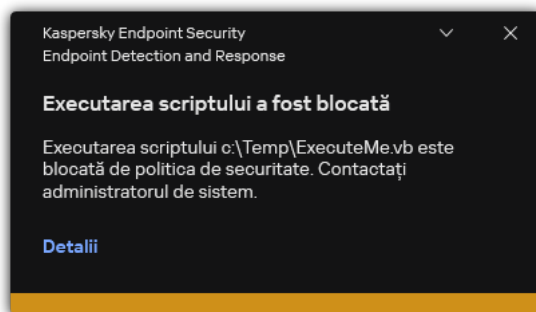 Kaspersky Endpoint Security
Endpoint Detection and Response
Executarea scriptului a fost blocată
Executarea scriptului c:\Temp\ExecuteMe.vb este
blocată de politica de securitate. Contactați
administratorul de sistem.
Detalii